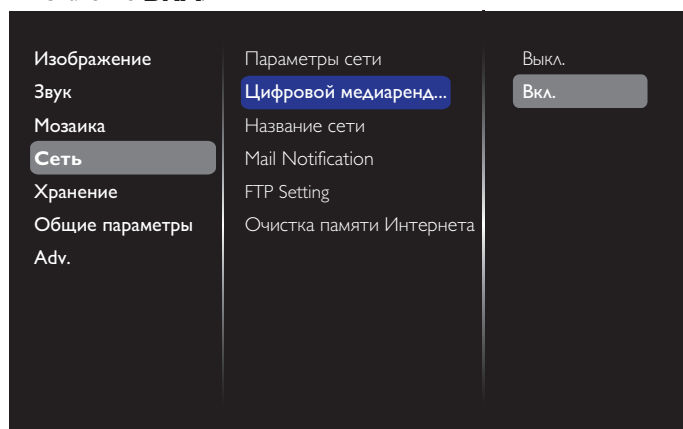 Изображение
Звук
Мозаика
Сеть
Хранение
Общие параметры
Adv.
Параметры сети
Цифровой медиаренд...
Название сети
Mail Notification
FTP Setting
Очистка памяти Интернета
Выкл.
Вкл.